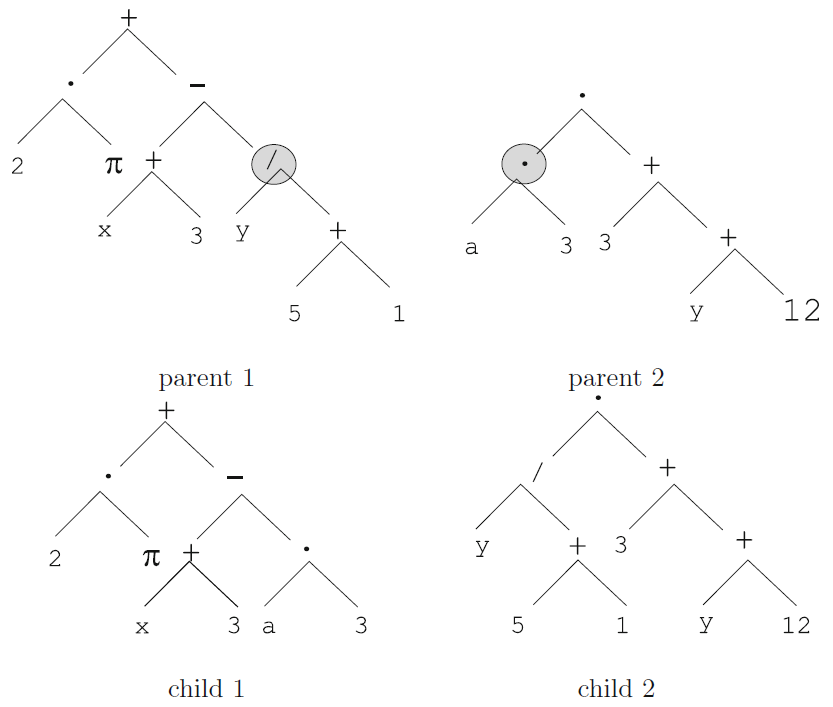 +
· −
2 π + /
x 3 y +
5 1
·
· +
a 3 3 +
y 12
parent 1 parent 2
+
· −
2 π + ·
x 3 a 3
·
/ +
y + 3 +
5 1 y 12
child 1 child 2